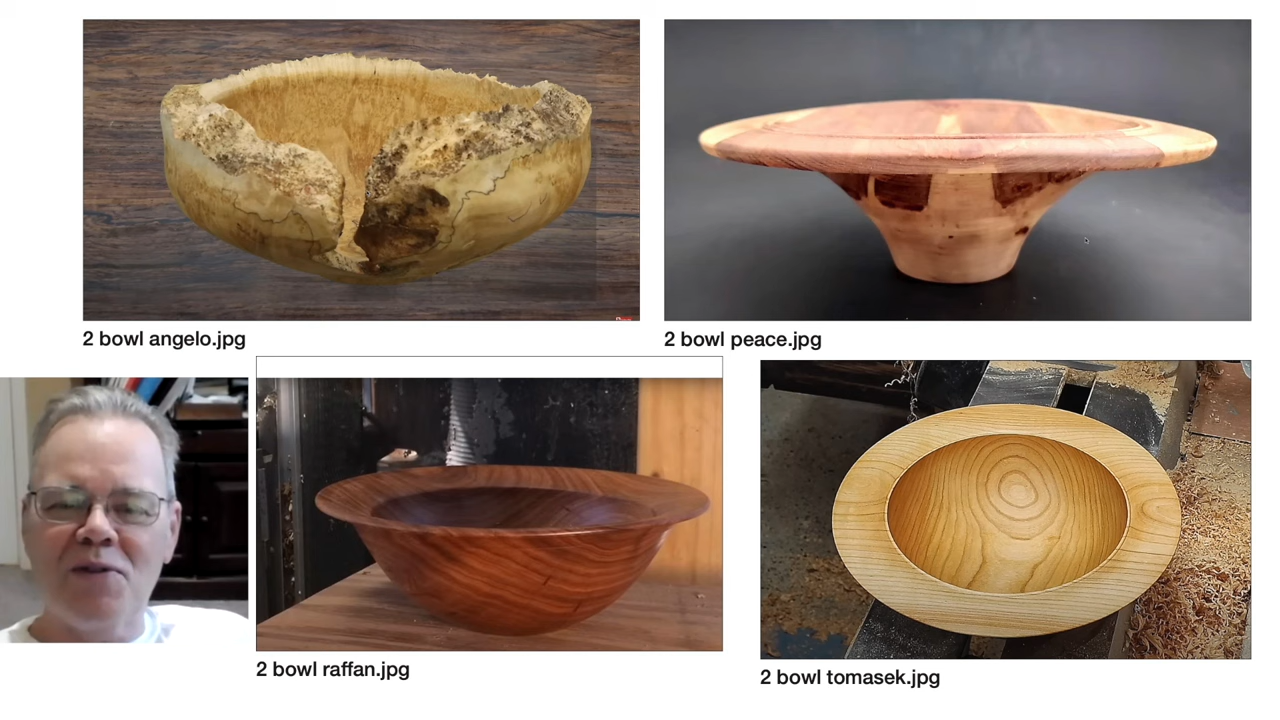 2 bowl angelo.jpg
2 bowl peace.jpg
2 bowl raffan.jpg
2 bowl tomasek.jpg